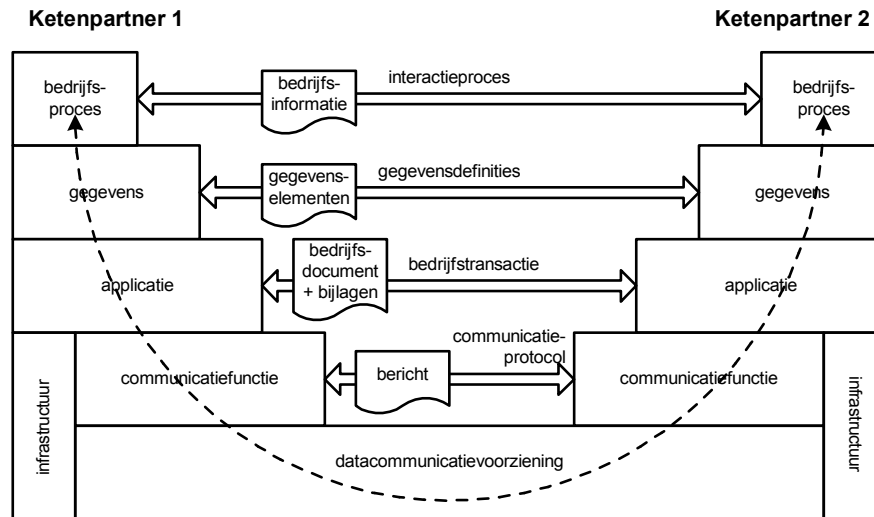 Ketenpartner 1
Ketenpartner 2
bedrijfs-
proces
bedrijfs-
informatie
interactieproces
bedrijfs-
proces
gegevens
gegevens-
elementen
gegevensdefinities
gegevens
applicatie
bedrijfs-
document
+ bijlagen
bedrijfstransactie
applicatie
infrastructuur
communicatiefunctie
bericht
communicatie-
protocol
communicatiefunctie
infrastructuur
datacommunicatievoorziening